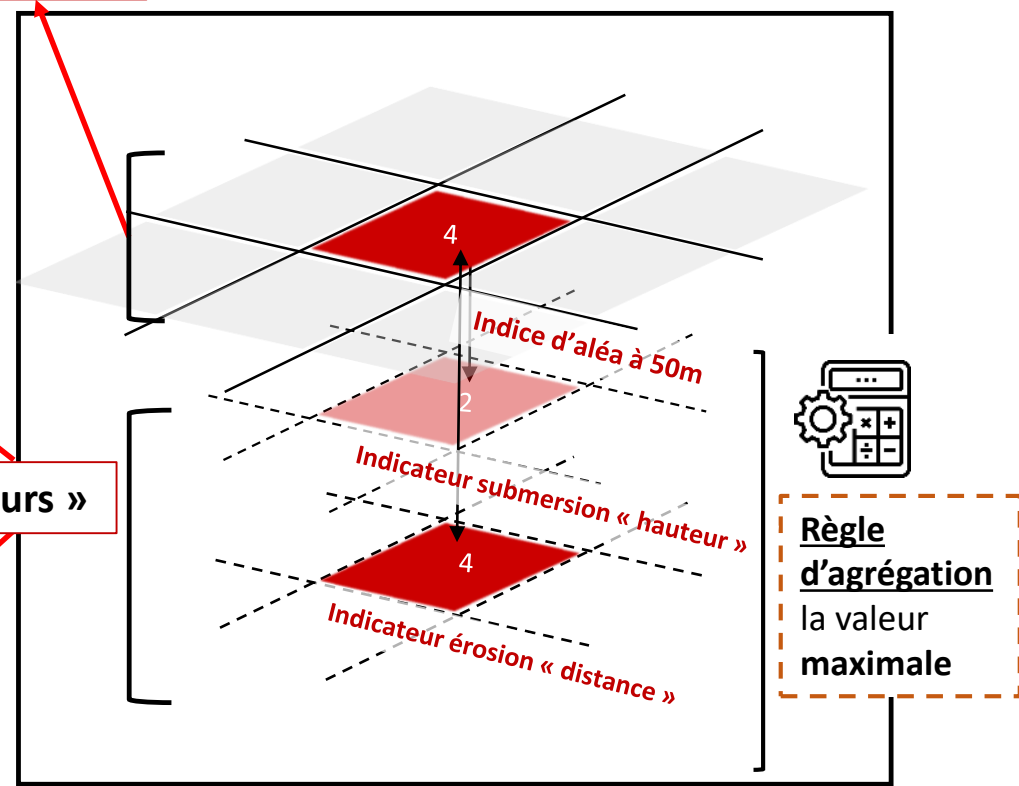 4
Indice d'aléa à 50m
2
Indicateur submersion « hauteur »
urs »
4
Indicateur érosion « distance »
Règle
d'agrégation
la valeur
maximale